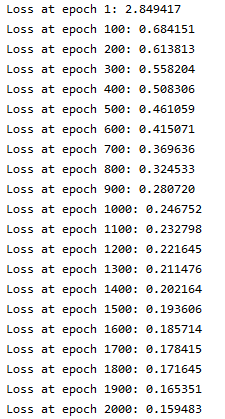 Loss at epoch 1: 2.849417
Loss at epoch 100: 0.684151
Loss at epoch 200: 0.613813
Loss at epoch 300: 0.558204
Loss at epoch 400: 0.508306
Loss at epoch 500: 0.461059
Loss at epoch 600: 0.415071
Loss at epoch 700: 0.369636
Loss at epoch 800: 0.324533
Loss at epoch 900: 0.280720
Loss at epoch 1000: 0.246752
Loss at epoch 1100: 0.232798
Loss at epoch 1200: 0.221645
Loss at epoch 1300: 0.211476
Loss at epoch 1400: 0.202164
Loss at epoch 1500: 0.193606
Loss at epoch 1600: 0.185714
Loss at epoch 1700: 0.178415
Loss at epoch 1800: 0.171645
Loss at epoch 1900: 0.165351
Loss at epoch 2000: 0.159483